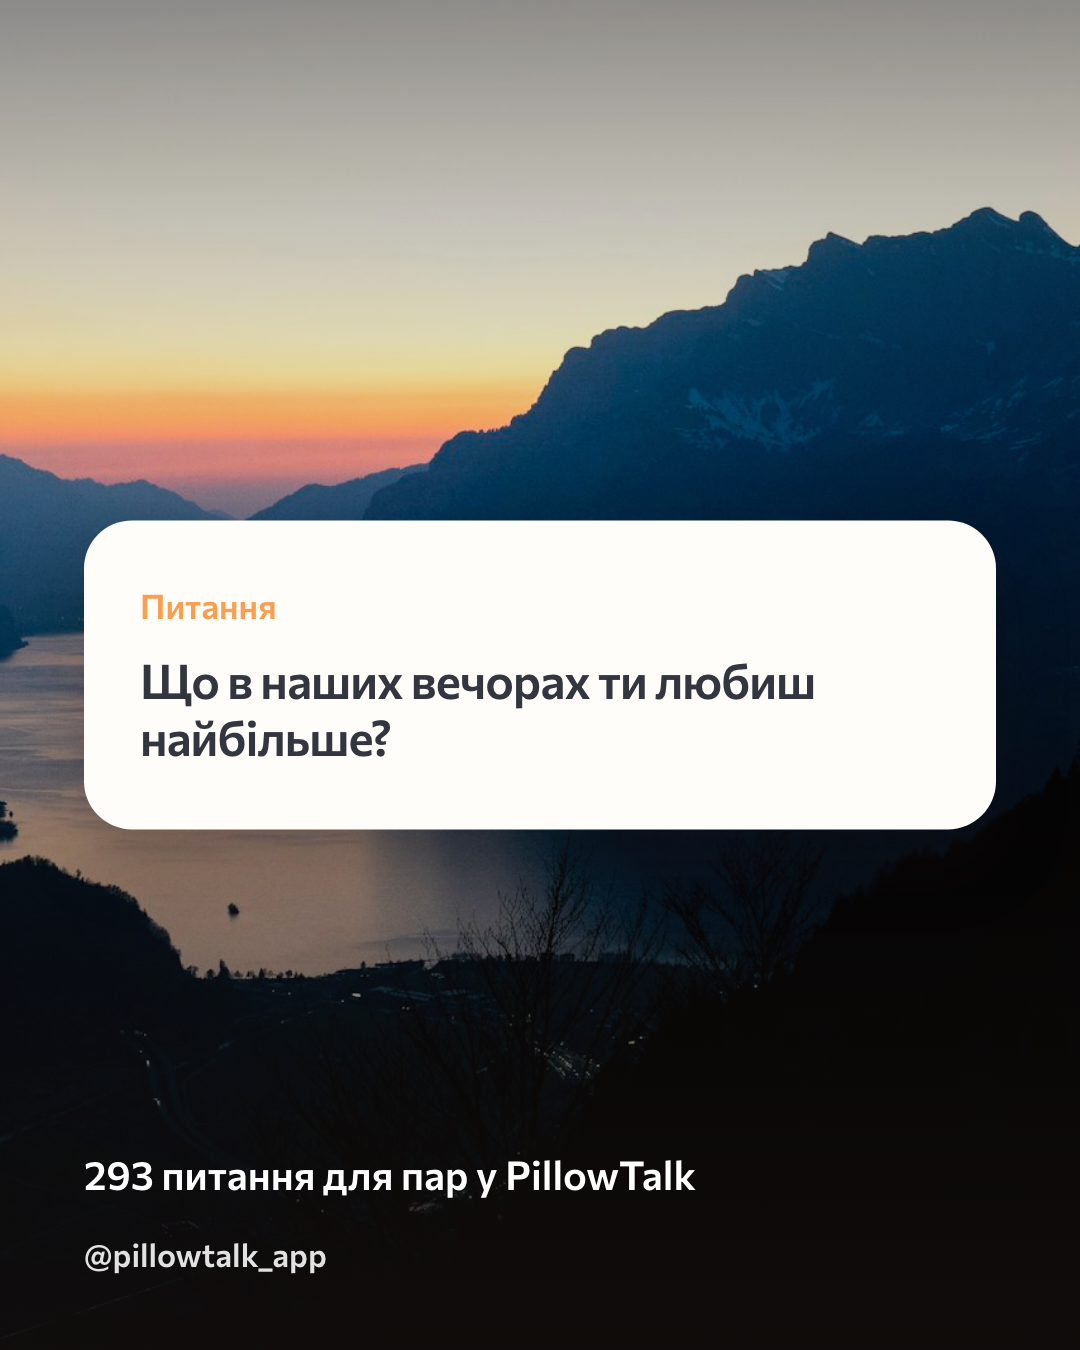 Питання
Що в наших вечорах ти любиш
найбільше?
293 питання для пар у PillowTalk
@pillowtalk_app